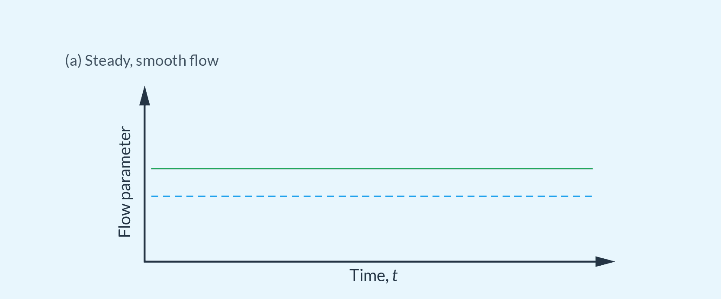 (a) Steady, smooth flow
Flow parameter
Time, t